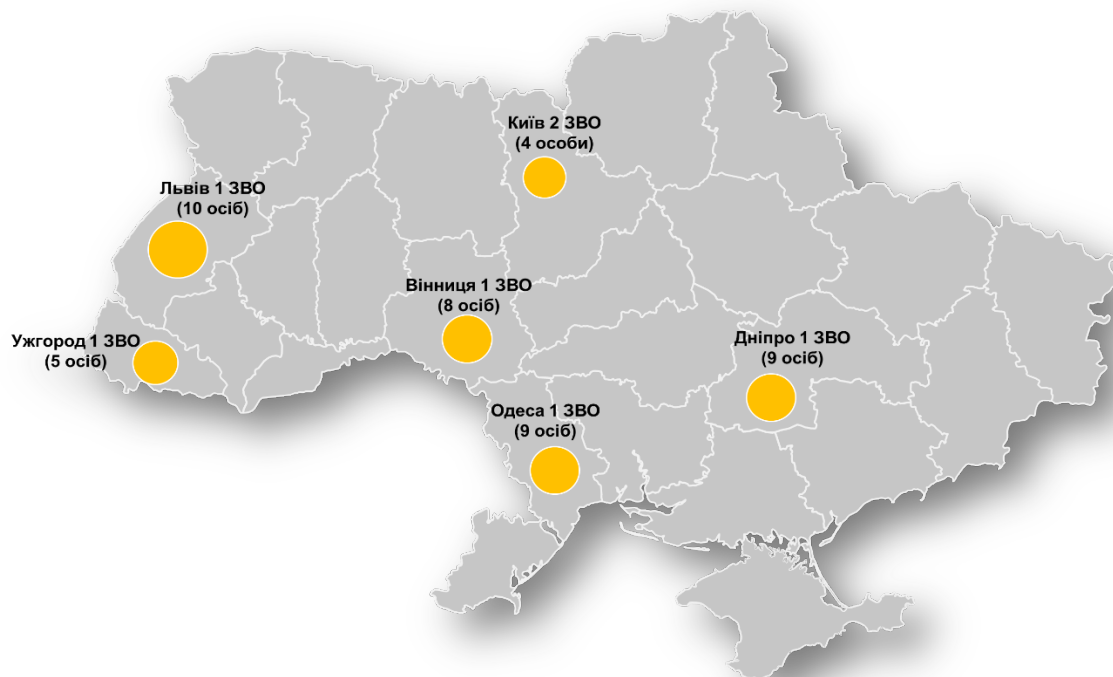 Київ 2 ЗВО
(4 особи)
Львів 1 ЗВО
(10 осіб)
Вінниця 1 ЗВО
(8 осіб)
Ужгород 1 ЗВО
(5 осіб)
Дніпро 1 ЗВО
(9 осіб)
Одеса 1 ЗВО
(9 осіб)